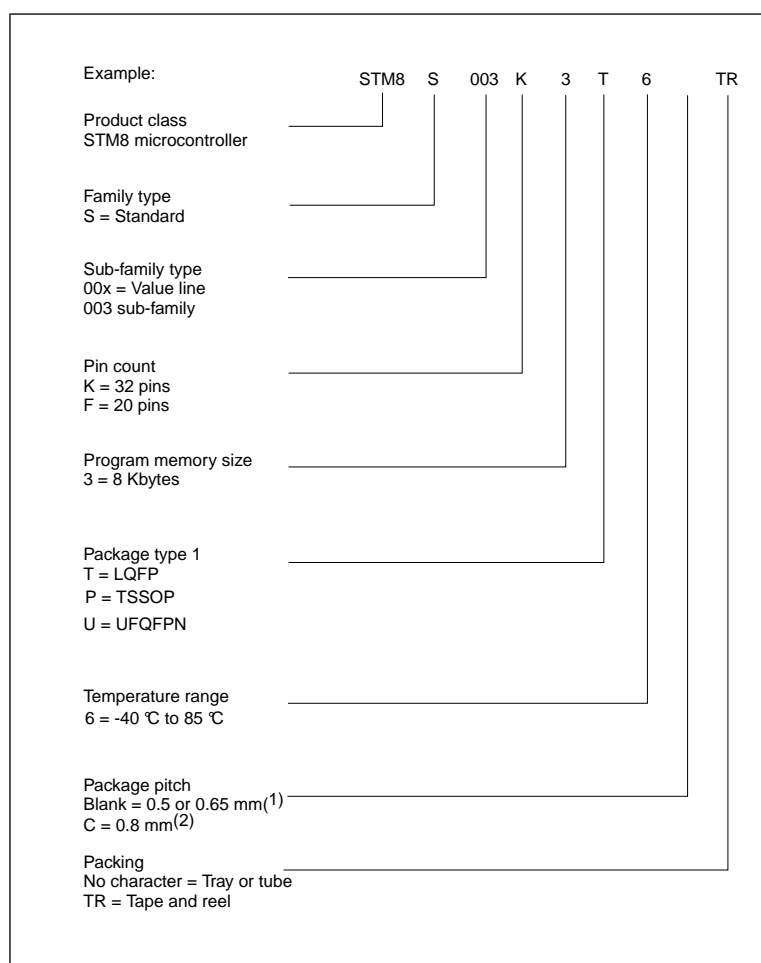 Example:
STM8 S 003 K 3 T 6 TR
Product class
STM8 microcontroller
Family type
S = Standard
Sub-family type
00x = Value line
003 sub-family
Pin count
K = 32 pins
F = 20 pins
Program memory size
3 = 8 Kbytes
Package type 1
T = LQFP
P = TSSOP
U = UFQFPN
Temperature range
6 = -40 °C to 85 °C
Package pitch
Blank = 0.5 or 0.65 mm(1)
C = 0.8 mm(2)
Packing
No character = Tray or tube
TR = Tape and reel